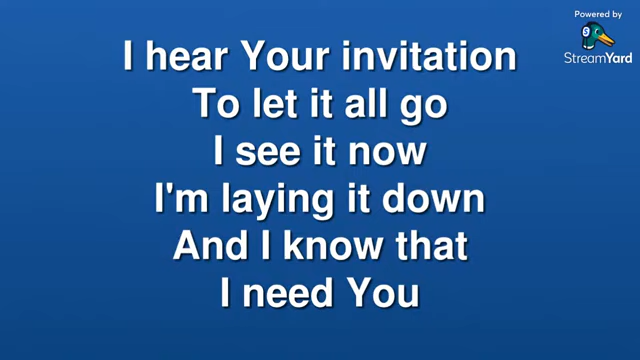 Powered by
StreamYard
I hear Your invitation
To let it all go
I see it now
I'm laying it down
And I know that
I need You